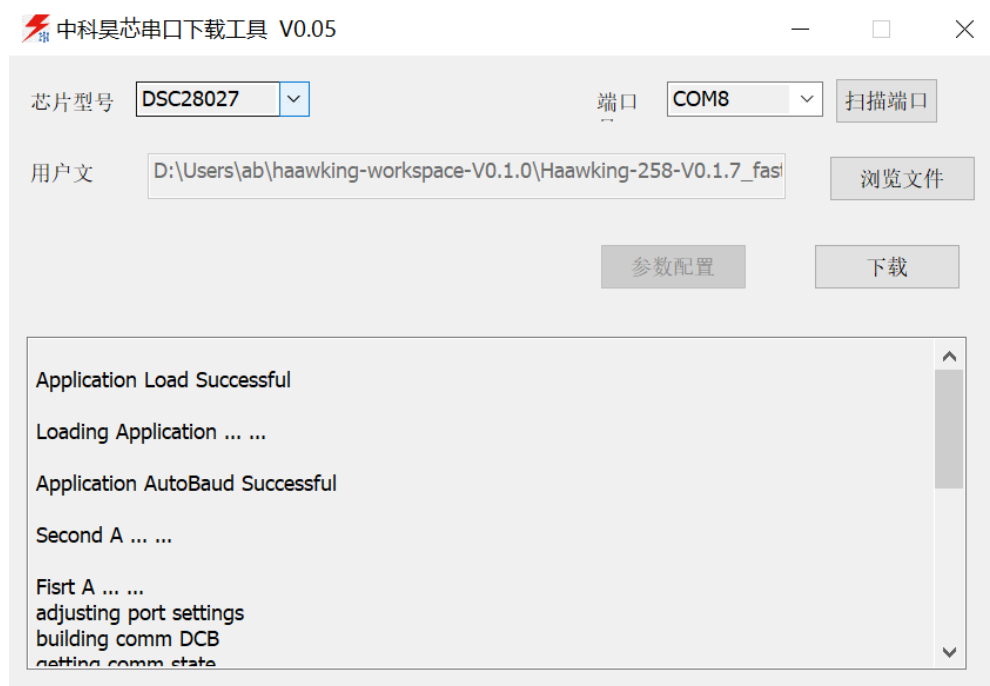 中科昊芯串口下载工具 V0.05
芯片型号 DSC28027 端口 COM8 扫描端口
用户文 D:\Users\ab\haawking-workspace-V0.1.0\Haawking-258-V0.1.7_fast 浏览文件
参数配置 下载
Application Load Successful
Loading Application ... ...
Application AutoBaud Successful
Second A ... ...
Fisrt A ... ...
adjusting port settings
building comm DCB
getting comm state